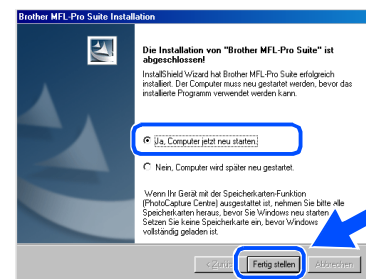 Brother MFL-Pro Suite Installation
Die Installation von "Brother MFL-Pro Suite" ist
abgeschlossen!
InstallShield Wizard hat Brother MFL-Pro Suite erfolgreich
installiert. Der Computer muss neu gestartet werden, bevor das
installierte Programm verwendet werden kann.
Ja, Computer jetzt neu starten.
Nein, Computer wird später neu gestartet.
Wenn Ihr Gerät mit der Speicherkarten-Funktion
(PhotoCapture Centre) ausgestattet ist, nehmen Sie bitte alle
Speicherkarten heraus, bevor Sie Windows neu starten
Setzen Sie keine Speicherkarte ein, bevor Windows
vollständig geladen ist.
< Zurück Fertig stellen Abbrechen